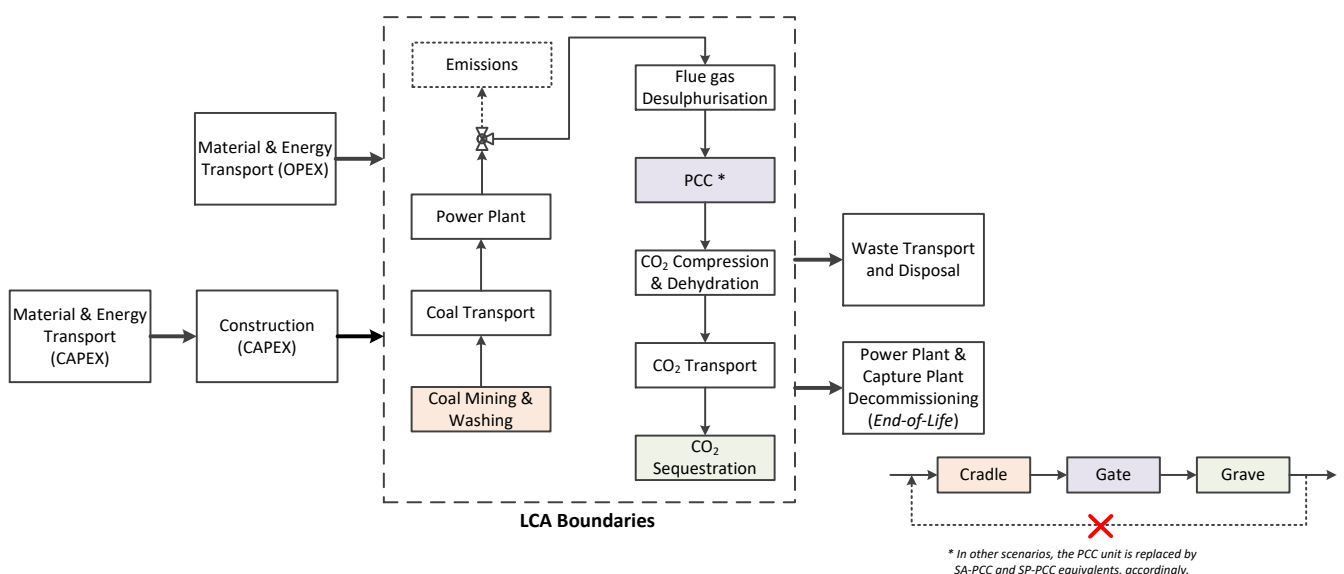 Emissions
Flue gas
Desulphurisation
Material & Energy
Transport (OPEX)
PCC *
Power Plant
CO₂ Compression
& Dehydration
Waste Transport
and Disposal
Material & Energy
Transport
(CAPEX)
Construction
(CAPEX)
Coal Transport
CO₂ Transport
Power Plant &
Capture Plant
Decommissioning
(End-of-Life)
Coal Mining &
Washing
CO₂
Sequestration
Cradle
Gate
Grave
LCA Boundaries
* In other scenarios, the PCC unit is replaced by
SA-PCC and SP-PCC equivalents, accordingly.